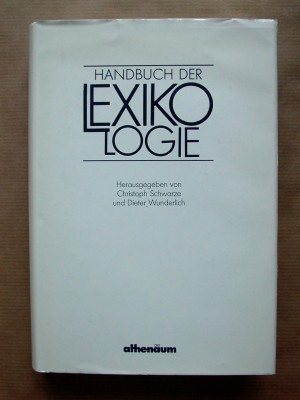 HANDBUCH DER
LEXIKO
LOGIE
Herausgegeben von
Christoph Schwarze
und Dieter Wunderlich
athenäum